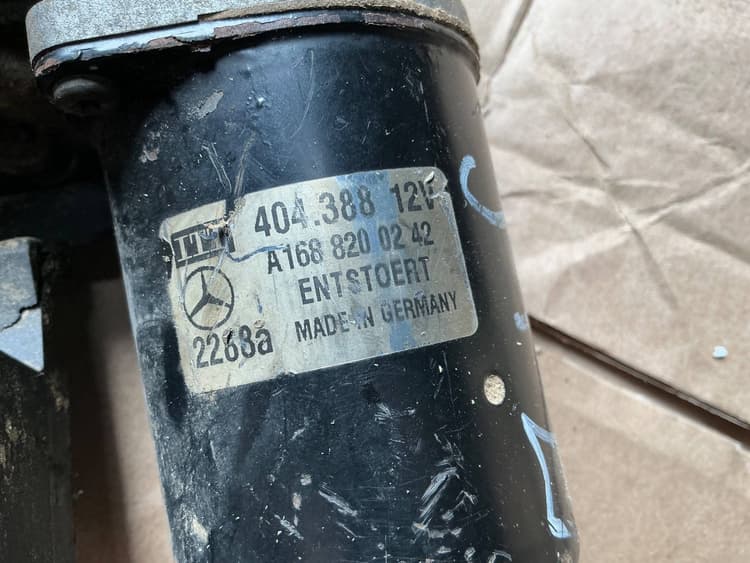 404.388 12V
A168 820 02 42
ENTSTOERT
2268a MADE IN GERMANY